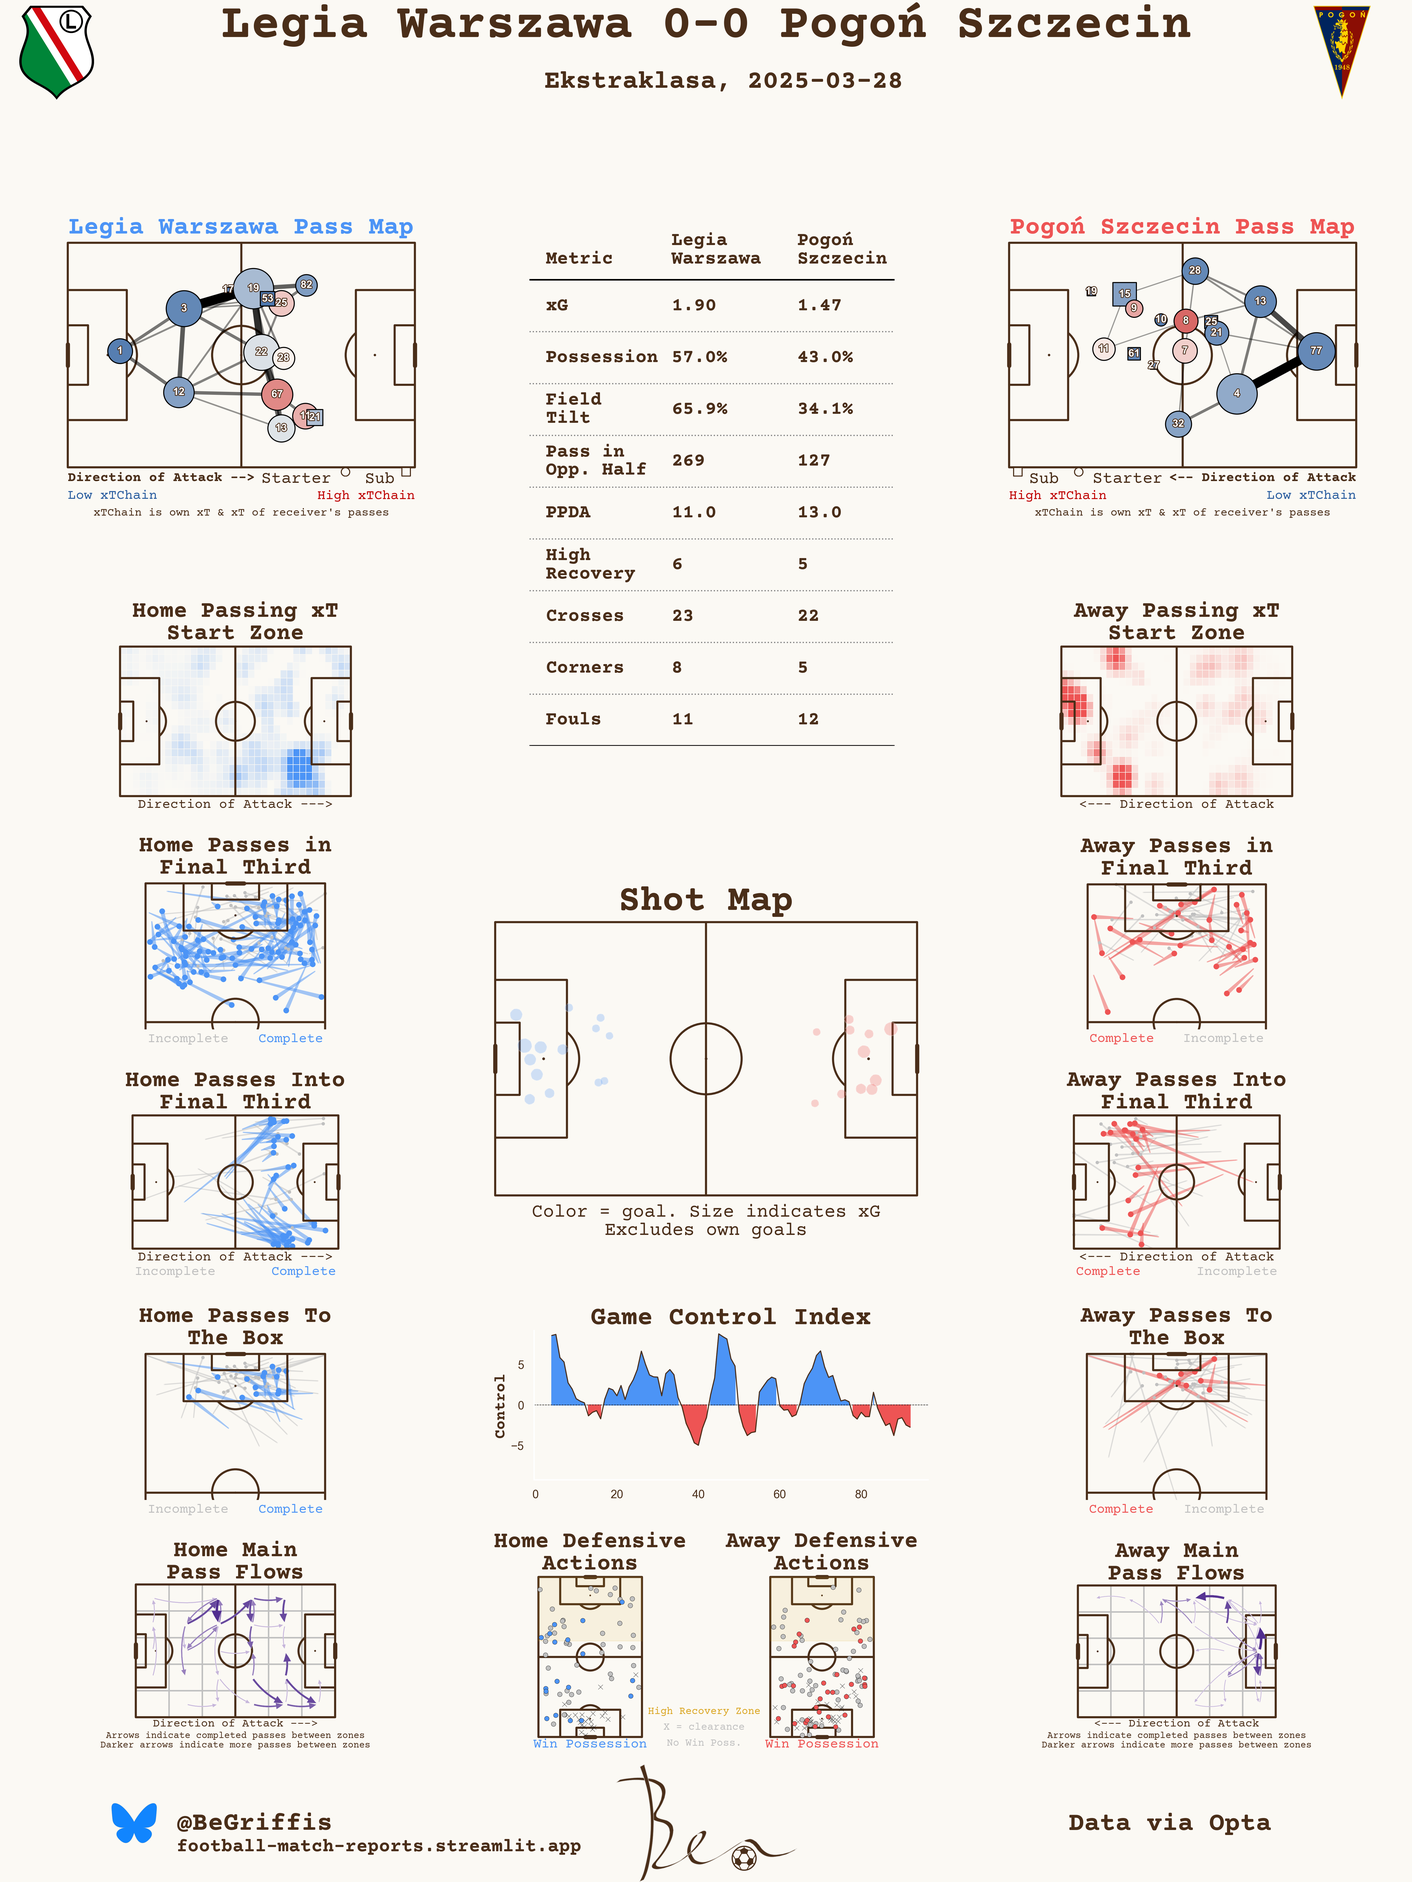 Legia Warszawa 0-0 Pogoń Szczecin
Ekstraklasa, 2025-03-28
L
POGOŃ
1948
Legia Warszawa Pass Map
1
3
12
17
19
53
25
82
22
28
67
11
21
13
Direction of Attack --> Starter Sub
Low xTChain High xTChain
xTChain is own xT & xT of receiver's passes
Metric Legia Warszawa Pogoń Szczecin
xG 1.90 1.47
Possession 57.0% 43.0%
Field Tilt 65.9% 34.1%
Pass in Opp. Half 269 127
PPDA 11.0 13.0
High Recovery 6 5
Crosses 23 22
Corners 8 5
Fouls 11 12
Pogoń Szczecin Pass Map
28
19
15
9
13
10
8
25
21
11
61
7
27
77
4
32
Sub Starter <-- Direction of Attack
High xTChain Low xTChain
xTChain is own xT & xT of receiver's passes
Home Passing xT
Start Zone
Direction of Attack --->
Away Passing xT
Start Zone
<--- Direction of Attack
Home Passes in
Final Third
Incomplete Complete
Away Passes in
Final Third
Complete Incomplete
Shot Map
Color = goal. Size indicates xG
Excludes own goals
Home Passes Into
Final Third
Direction of Attack --->
Incomplete Complete
Away Passes Into
Final Third
<--- Direction of Attack
Complete Incomplete
Home Passes To
The Box
Incomplete Complete
Game Control Index
Control
5
0
−5
0 20 40 60 80
Away Passes To
The Box
Complete Incomplete
Home Main
Pass Flows
Direction of Attack --->
Arrows indicate completed passes between zones
Darker arrows indicate more passes between zones
Home Defensive
Actions
Win Possession
Away Defensive
Actions
Win Possession
High Recovery Zone
X = clearance
No Win Poss.
Away Main
Pass Flows
<--- Direction of Attack
Arrows indicate completed passes between zones
Darker arrows indicate more passes between zones
@BeGriffis
football-match-reports.streamlit.app
Ben
Data via Opta